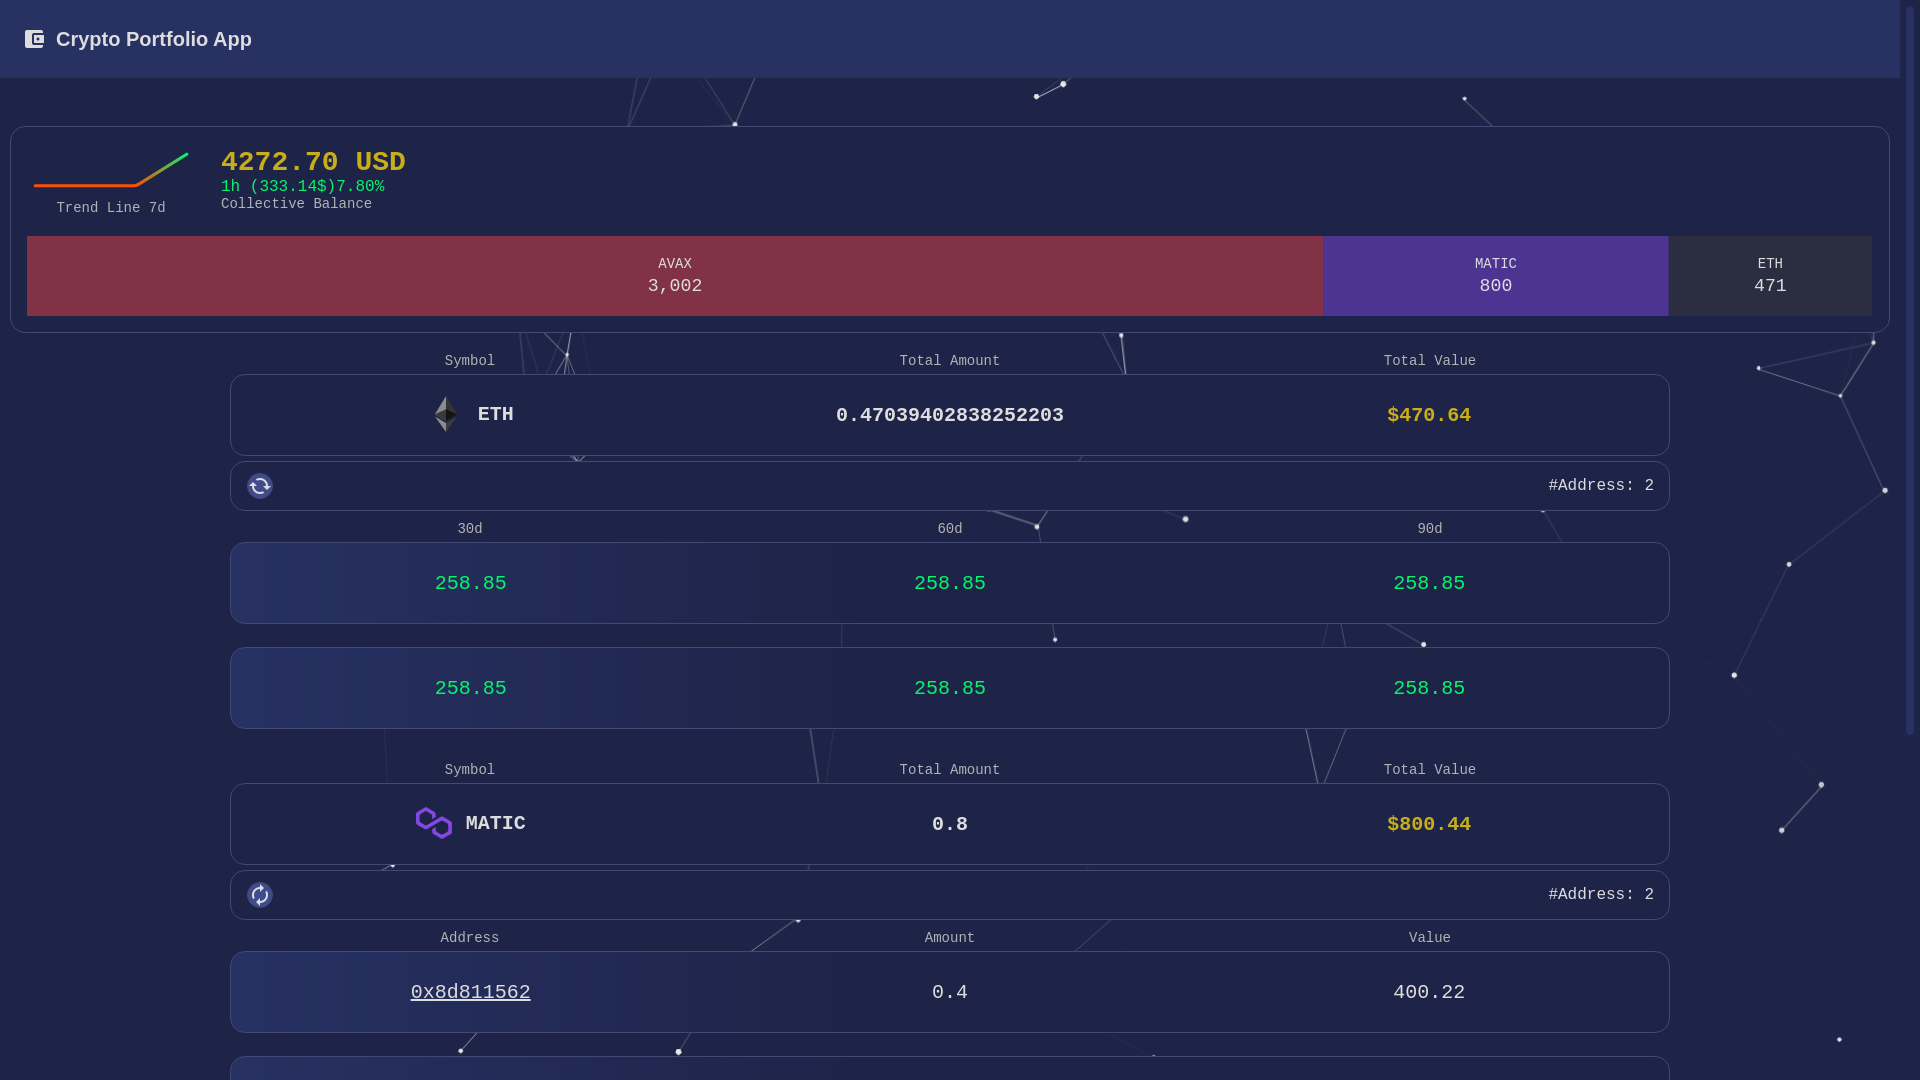 Crypto Portfolio App
4272.70 USD
1h (333.14$)7.80%
Collective Balance
Trend Line 7d
AVAX
3,002
MATIC
800
ETH
471
Symbol Total Amount Total Value
ETH 0.47039402838252203 $470.64
#Address: 2
30d 60d 90d
258.85 258.85 258.85
258.85 258.85 258.85
Symbol Total Amount Total Value
MATIC 0.8 $800.44
#Address: 2
Address Amount Value
0x8d811562 0.4 400.22